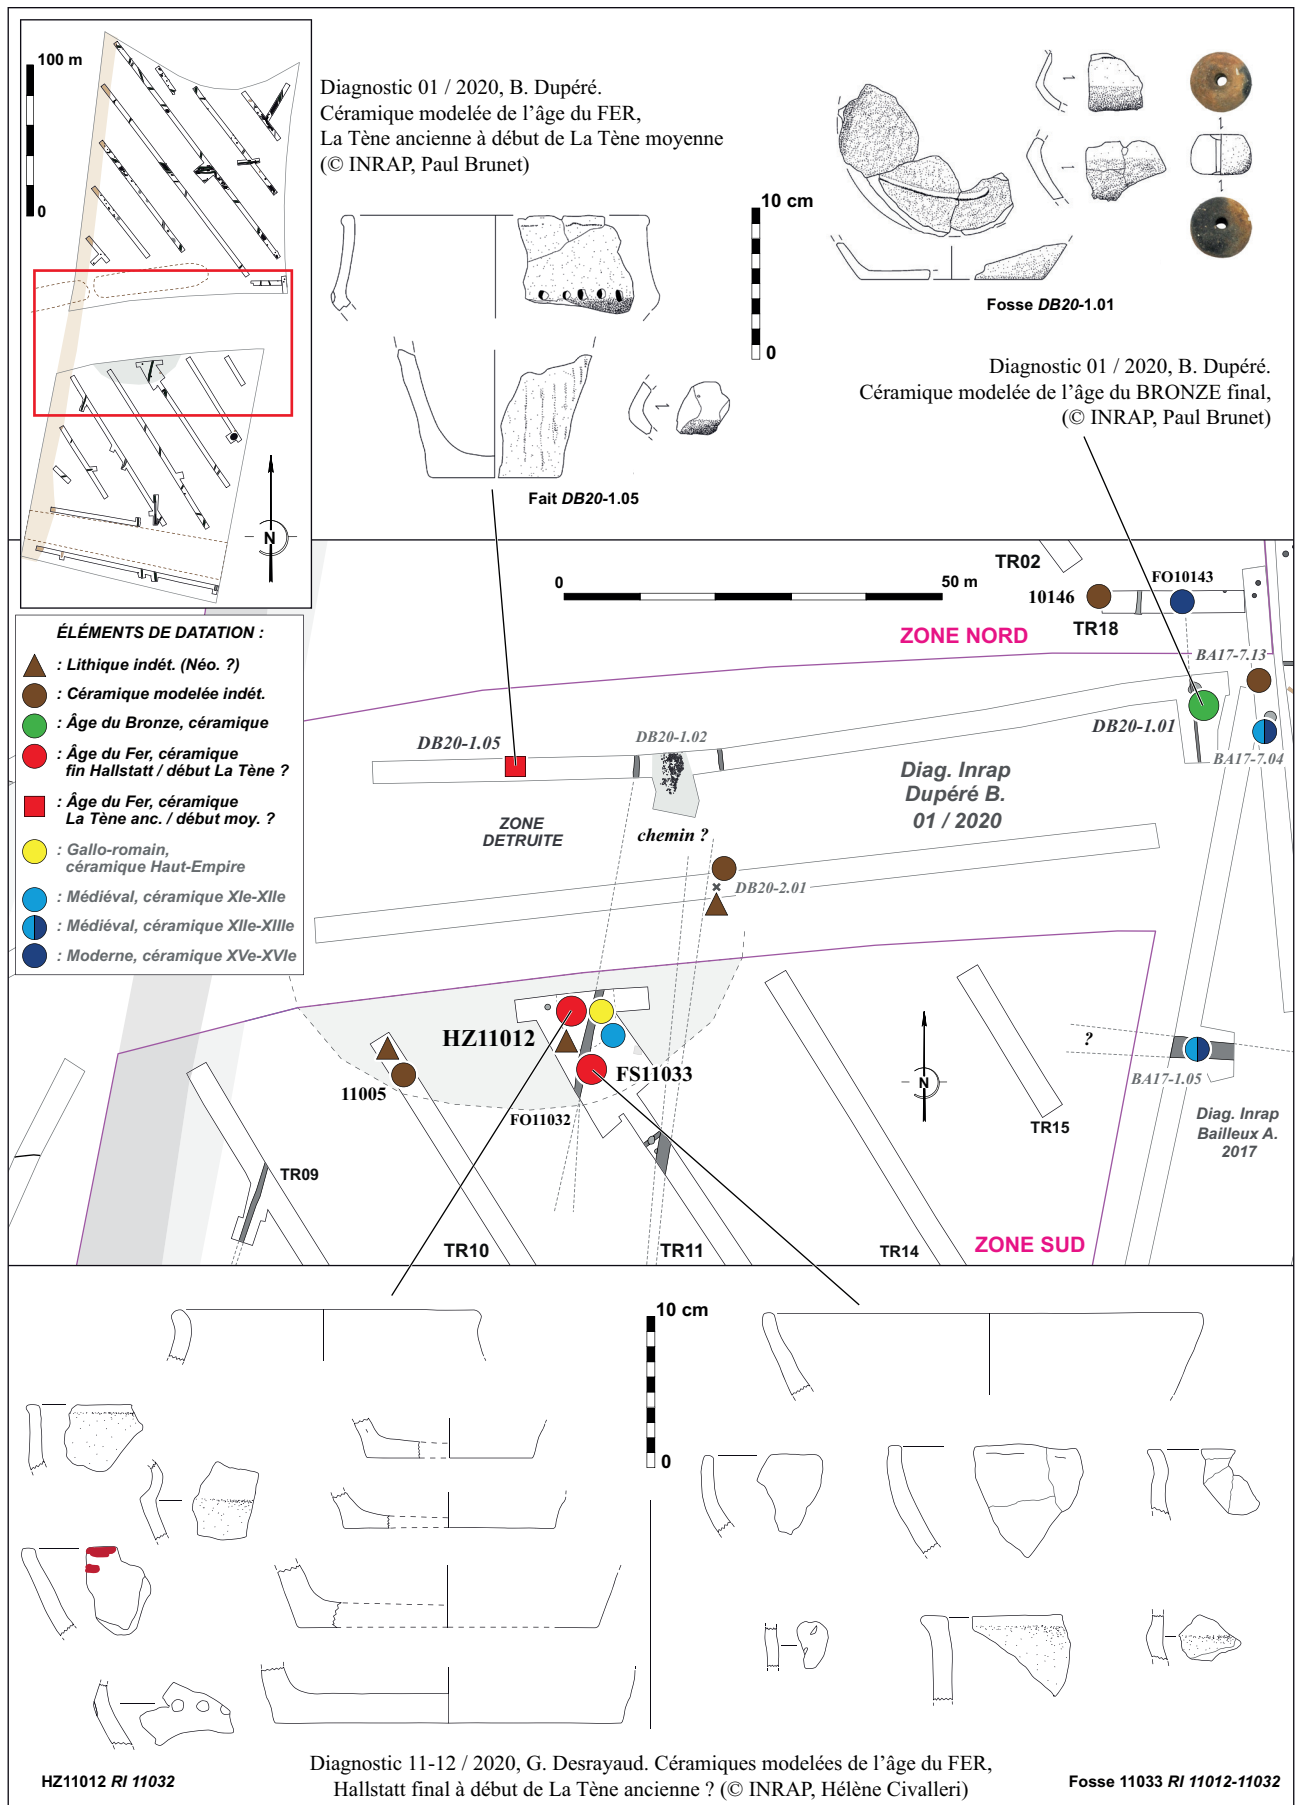 100 m
0
N
Diagnostic 01 / 2020, B. Dupéré.
Céramique modelée de l’âge du FER,
La Tène ancienne à début de La Tène moyenne
(© INRAP, Paul Brunet)
10 cm
0
Fait DB20-1.05
Fosse DB20-1.01
Diagnostic 01 / 2020, B. Dupéré.
Céramique modelée de l’âge du BRONZE final,
(© INRAP, Paul Brunet)
ÉLÉMENTS DE DATATION :
: Lithique indét. (Néo. ?)
: Céramique modelée indét.
: Âge du Bronze, céramique
: Âge du Fer, céramique
fin Hallstatt / début La Tène ?
: Âge du Fer, céramique
La Tène anc. / début moy. ?
: Gallo-romain,
céramique Haut-Empire
: Médiéval, céramique XIe-XIIe
: Médiéval, céramique XIIe-XIIIe
: Moderne, céramique XVe-XVIe
0
50 m
TR02
FO10143
10146
TR18
ZONE NORD
BA17-7.13
DB20-1.05
DB20-1.02
DB20-1.01
BA17-7.04
Diag. Inrap
Dupéré B.
01 / 2020
ZONE
DETRUITE
chemin ?
DB20-2.01
HZ11012
FS11033
11005
FO11032
N
?
BA17-1.05
TR15
Diag. Inrap
Bailleux A.
2017
TR09
TR10
TR11
TR14
ZONE SUD
10 cm
0
HZ11012 RI 11032
Diagnostic 11-12 / 2020, G. Desrayaud. Céramiques modelées de l’âge du FER,
Hallstatt final à début de La Tène ancienne ? (© INRAP, Hélène Civalleri)
Fosse 11033 RI 11012-11032